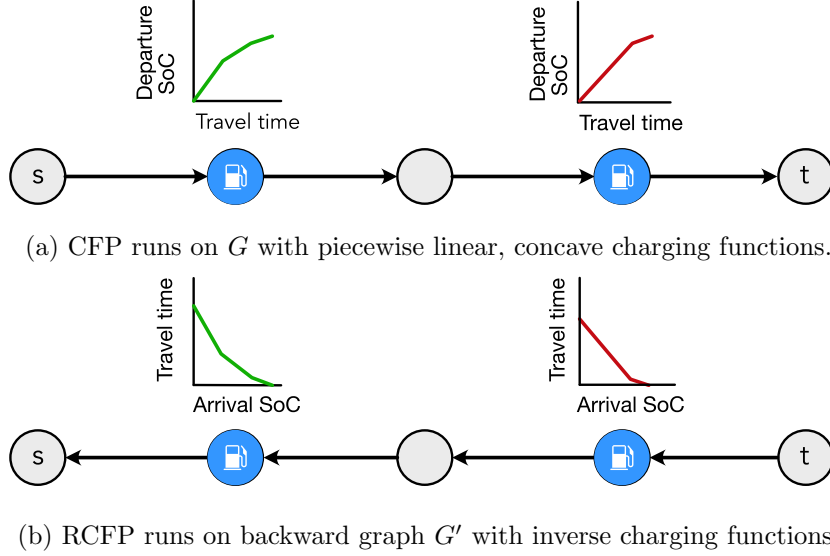 Departure
SoC
Travel time
Departure
SoC
Travel time
s
t
(a) CFP runs on G with piecewise linear, concave charging functions.
Travel time
Arrival SoC
Travel time
Arrival SoC
s
t
(b) RCFP runs on backward graph G′ with inverse charging functions